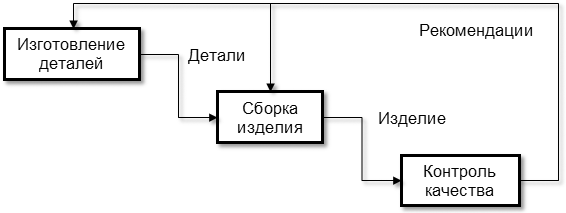 Рекомендации
Изготовление
деталей
Детали
Сборка
изделия
Изделие
Контроль
качества